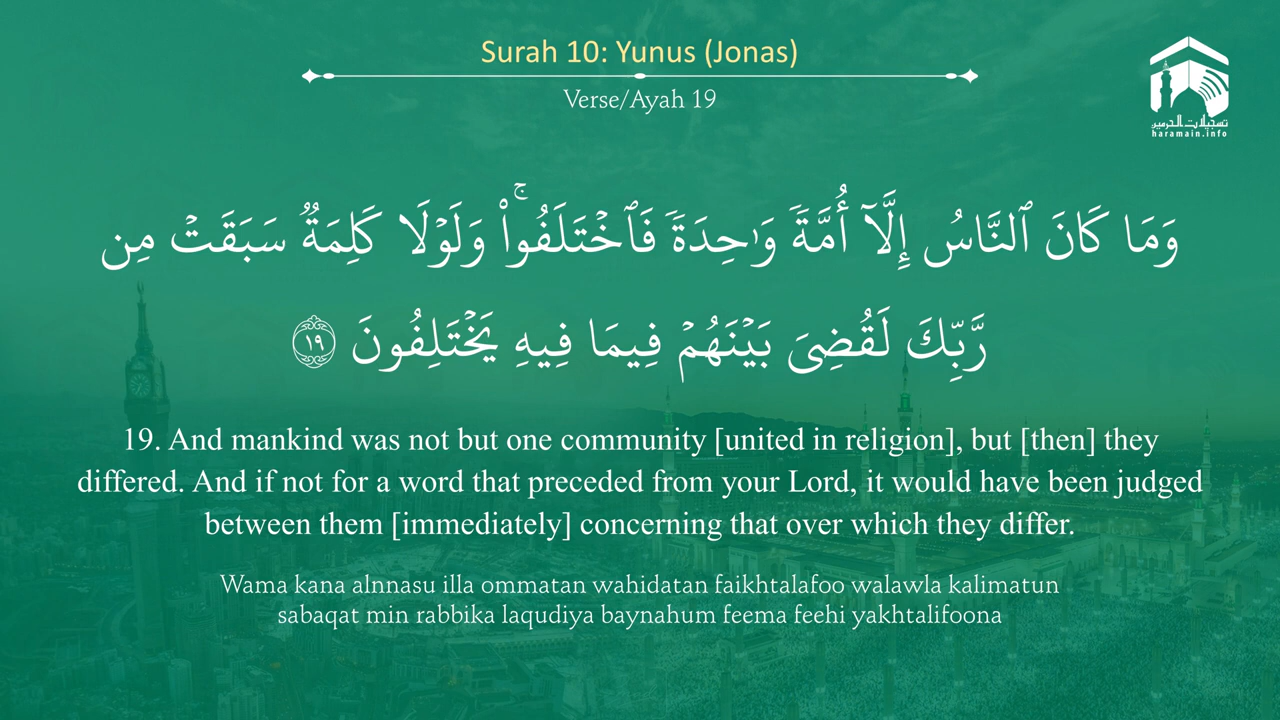 Surah 10: Yunus (Jonas)
Verse/Ayah 19
تسجيلات الحرمين
haramain.info
وَمَا كَانَ ٱلنَّاسُ إِلَّآ أُمَّةً وَٰحِدَةً فَٱخْتَلَفُوا۟ ۚ وَلَوْلَا كَلِمَةٌ سَبَقَتْ مِن
رَّبِّكَ لَقُضِىَ بَيْنَهُمْ فِيمَا فِيهِ يَخْتَلِفُونَ ١٩
19. And mankind was not but one community [united in religion], but [then] they
differed. And if not for a word that preceded from your Lord, it would have been judged
between them [immediately] concerning that over which they differ.
Wama kana alnnasu illa ommatan wahidatan faikhtalafoo walawla kalimatun
sabaqat min rabbika laqudiya baynahum feema feehi yakhtalifoona